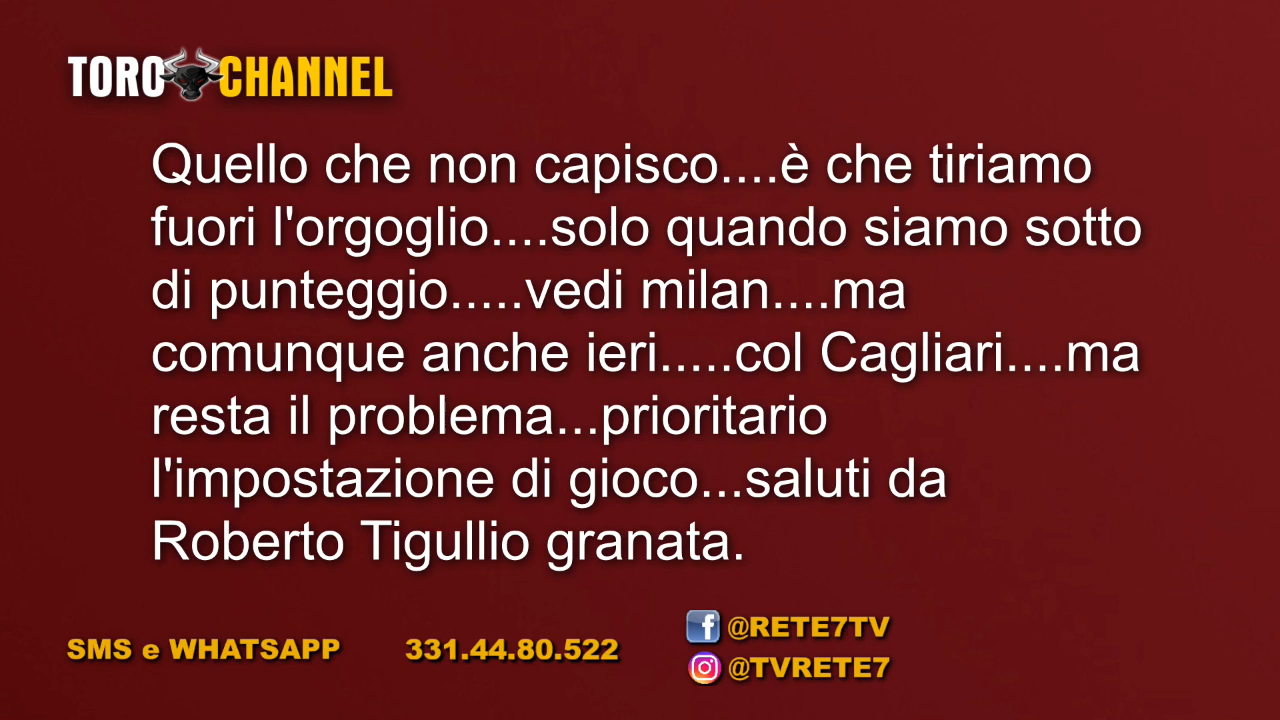 TORO CHANNEL
Quello che non capisco....è che tiriamo
fuori l'orgoglio....solo quando siamo sotto
di punteggio.....vedi milan....ma
comunque anche ieri.....col Cagliari....ma
resta il problema...prioritario
l'impostazione di gioco...saluti da
Roberto Tigullio granata.
SMS e WHATSAPP 331.44.80.522
@RETE7TV
@TVRETE7